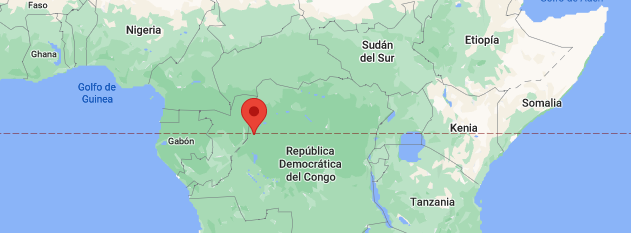 Faso
Nigeria
Ghana
Golfo de
Guinea
Gabón
Sudán
del Sur
Etiopía
Somalia
Kenia
República
Democrática
del Congo
Tanzania